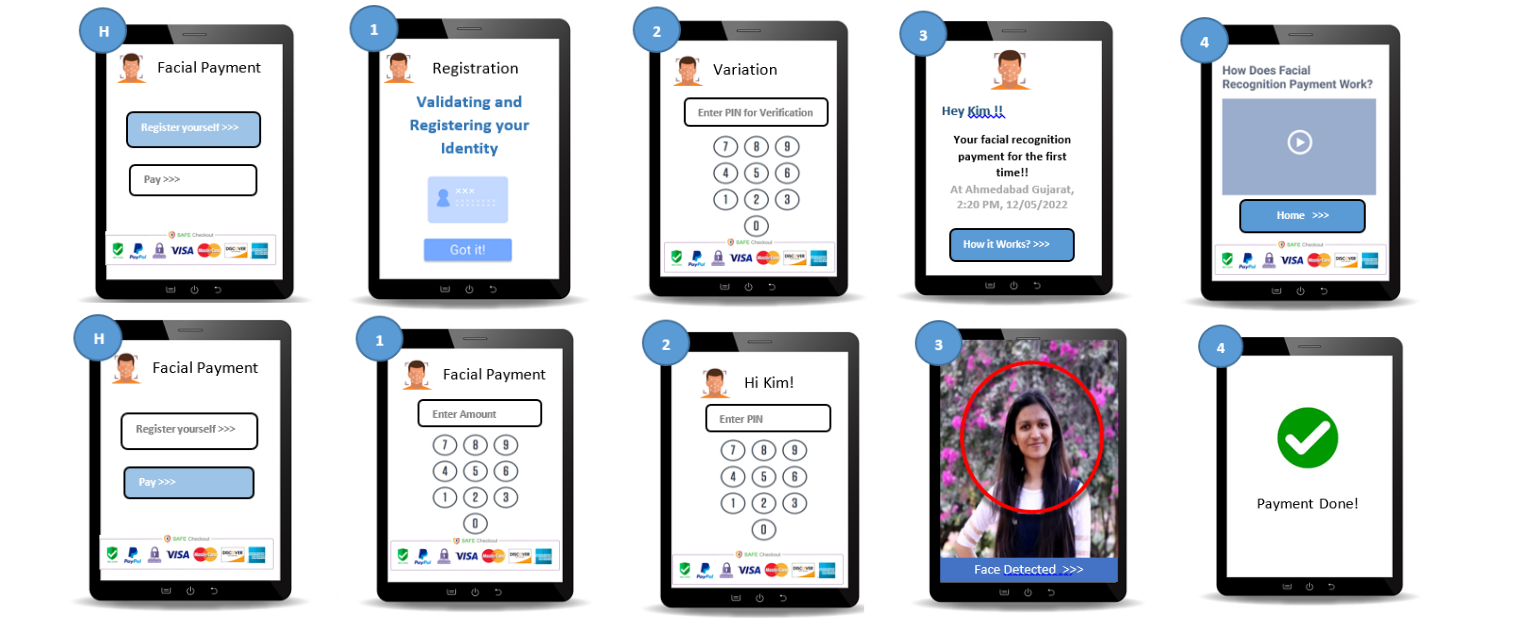 H
Facial Payment
Register yourself >>>
Pay >>>
SAFE Checkout
PayPal VISA MasterCard DISCOVER
1
Registration
Validating and
Registering your
Identity
×××
Got it!
2
Variation
Enter PIN for Verification
7 8 9
4 5 6
1 2 3
0
SAFE Checkout
PayPal VISA MasterCard DISCOVER
3
Hey Kim !!
Your facial recognition
payment for the first
time!!
At Ahmedabad Gujarat,
2:20 PM, 12/05/2022
How it Works? >>>
4
How Does Facial
Recognition Payment Work?
Home >>>
SAFE Checkout
PayPal VISA MasterCard DISCOVER
H
Facial Payment
Register yourself >>>
Pay >>>
SAFE Checkout
PayPal VISA MasterCard DISCOVER
1
Facial Payment
Enter Amount
7 8 9
4 5 6
1 2 3
0
SAFE Checkout
PayPal VISA MasterCard DISCOVER
2
Hi Kim!
Enter PIN
7 8 9
4 5 6
1 2 3
0
SAFE Checkout
PayPal VISA MasterCard DISCOVER
3
Face Detected >>>
4
Payment Done!